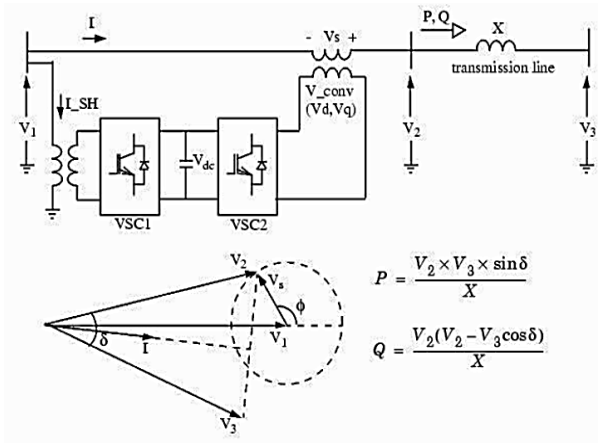 I
- Vs +
P, Q
X
transmission line
V_conv
(Vd,Vq)
I_SH
V1
V2
V3
Vdc
VSC1
VSC2
V2
Vs
ϕ
P = V2×V3×sinδ / X
δ
I
V1
Q = V2(V2−V3cosδ) / X
V3